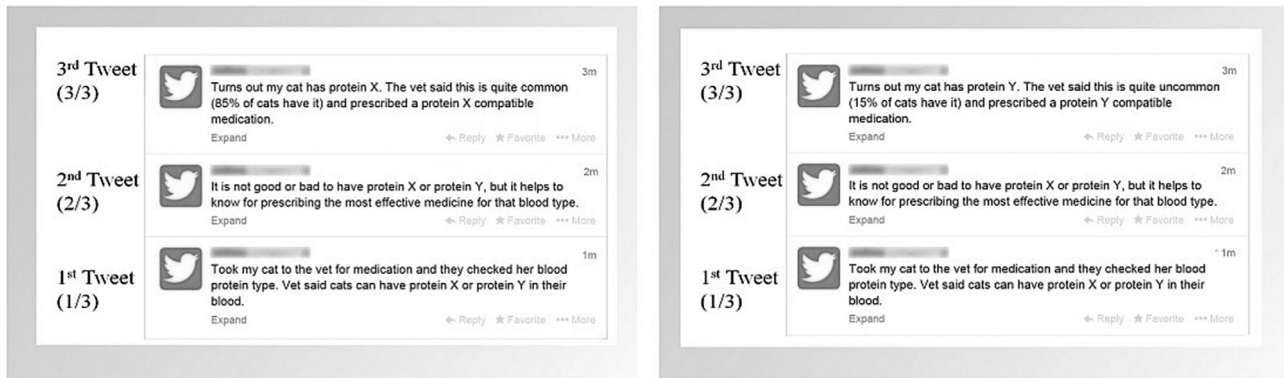 3rd Tweet
(3/3)
3m
Turns out my cat has protein X. The vet said this is quite common
(85% of cats have it) and prescribed a protein X compatible
medication.
Expand
Reply Favorite ••• More
2nd Tweet
(2/3)
2m
It is not good or bad to have protein X or protein Y, but it helps to
know for prescribing the most effective medicine for that blood type.
Expand
Reply Favorite ••• More
1st Tweet
(1/3)
1m
Took my cat to the vet for medication and they checked her blood
protein type. Vet said cats can have protein X or protein Y in their
blood.
Expand
Reply Favorite ••• More
3rd Tweet
(3/3)
3m
Turns out my cat has protein Y. The vet said this is quite uncommon
(15% of cats have it) and prescribed a protein Y compatible
medication.
Expand
Reply Favorite ••• More
2nd Tweet
(2/3)
2m
It is not good or bad to have protein X or protein Y, but it helps to
know for prescribing the most effective medicine for that blood type.
Expand
Reply Favorite ••• More
1st Tweet
(1/3)
1m
Took my cat to the vet for medication and they checked her blood
protein type. Vet said cats can have protein X or protein Y in their
blood.
Expand
Reply Favorite ••• More